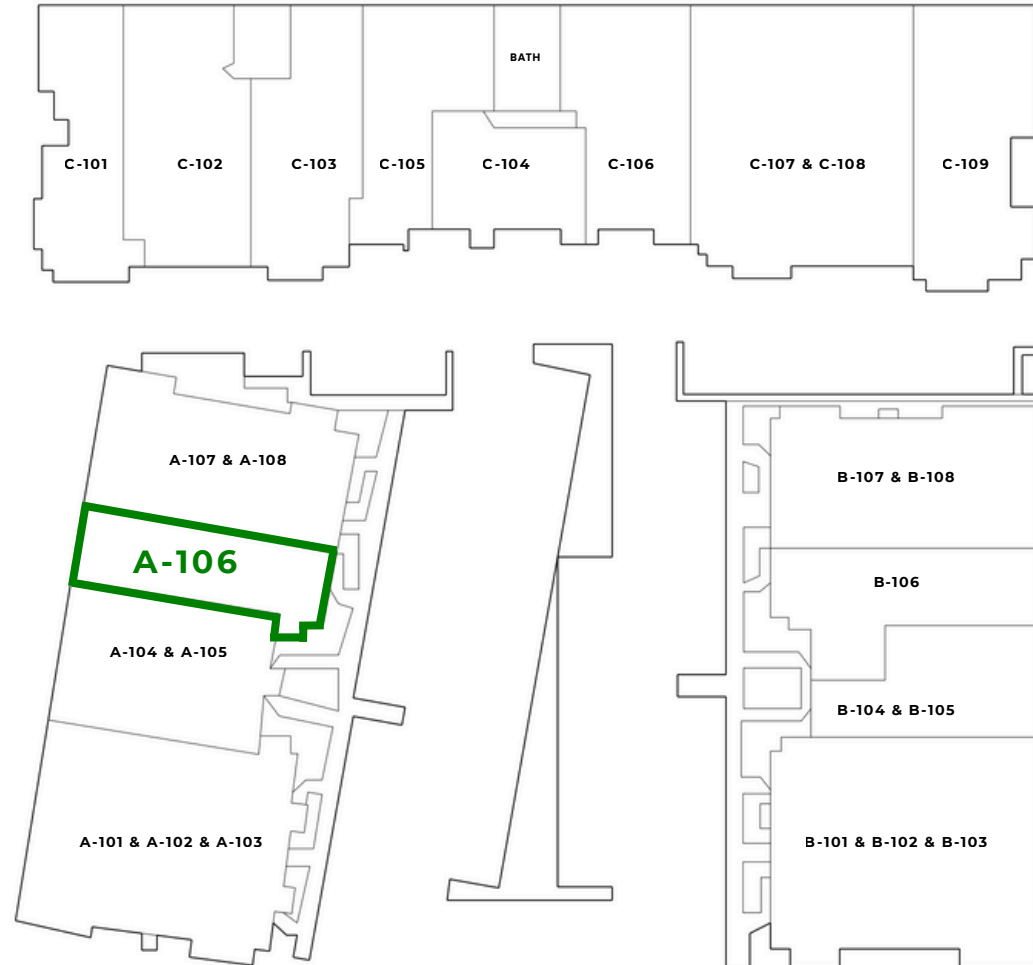 BATH
C-101
C-102
C-103
C-105
C-104
C-106
C-107 & C-108
C-109
A-107 & A-108
B-107 & B-108
A-106
B-106
A-104 & A-105
B-104 & B-105
A-101 & A-102 & A-103
B-101 & B-102 & B-103